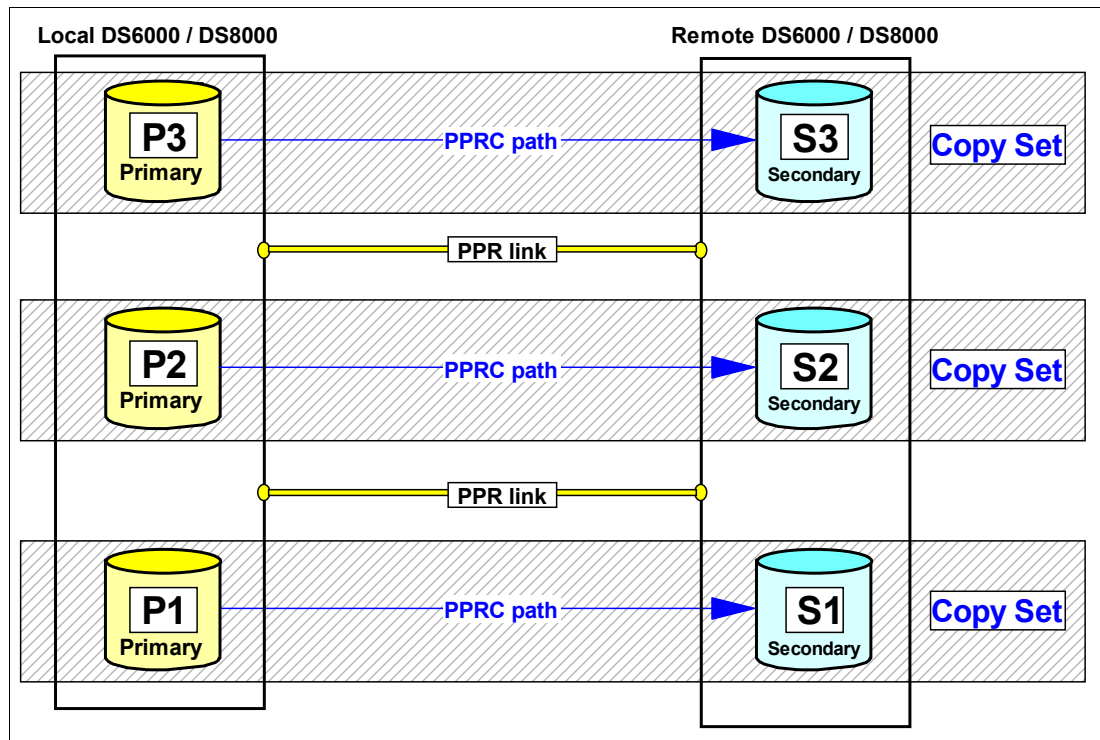 Local DS6000 / DS8000
Remote DS6000 / DS8000
P3
Primary
PPRC path
S3
Secondary
Copy Set
PPR link
P2
Primary
PPRC path
S2
Secondary
Copy Set
PPR link
P1
Primary
PPRC path
S1
Secondary
Copy Set